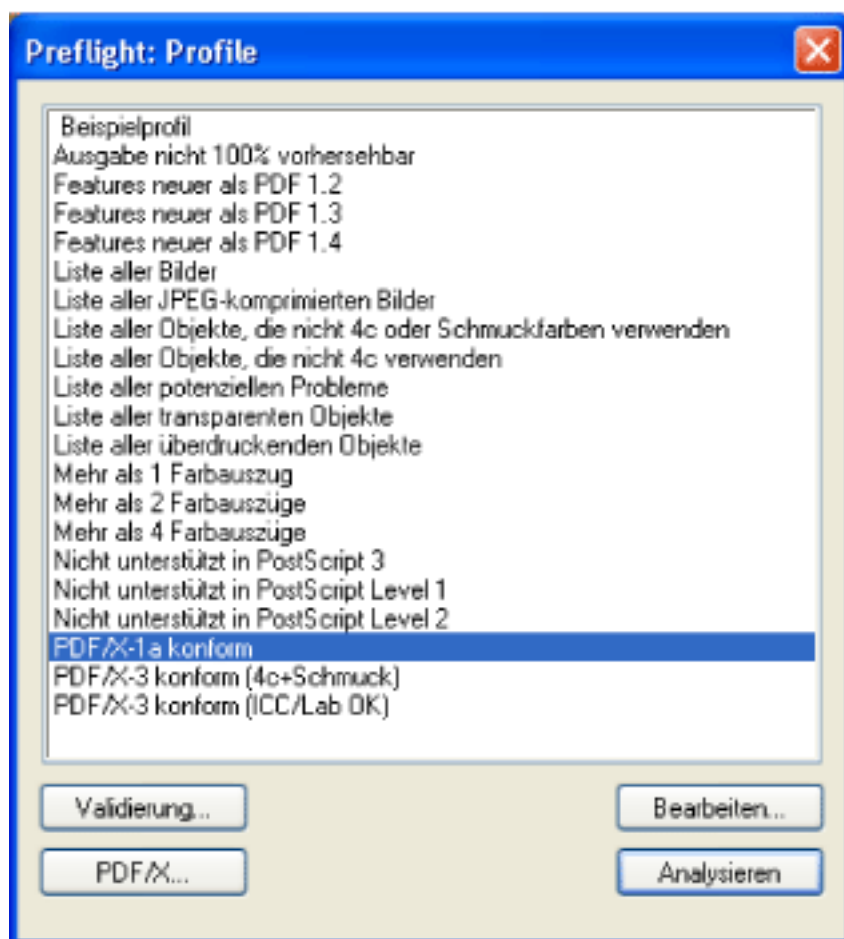 Preflight: Profile
Beispielprofil
Ausgabe nicht 100% vorhersehbar
Features neuer als PDF 1.2
Features neuer als PDF 1.3
Features neuer als PDF 1.4
Liste aller Bilder
Liste aller JPEG-komprimierten Bilder
Liste aller Objekte, die nicht 4c oder Schmuckfarben verwenden
Liste aller Objekte, die nicht 4c verwenden
Liste aller potenziellen Probleme
Liste aller transparenten Objekte
Liste aller überdruckenden Objekte
Mehr als 1 Farbauszug
Mehr als 2 Farbauszüge
Mehr als 4 Farbauszüge
Nicht unterstützt in PostScript 3
Nicht unterstützt in PostScript Level 1
Nicht unterstützt in PostScript Level 2
PDF/X-1a konform
PDF/X-3 konform (4c+Schmuck)
PDF/X-3 konform (ICC/Lab OK)
Validierung... Bearbeiten...
PDF/X... Analysieren